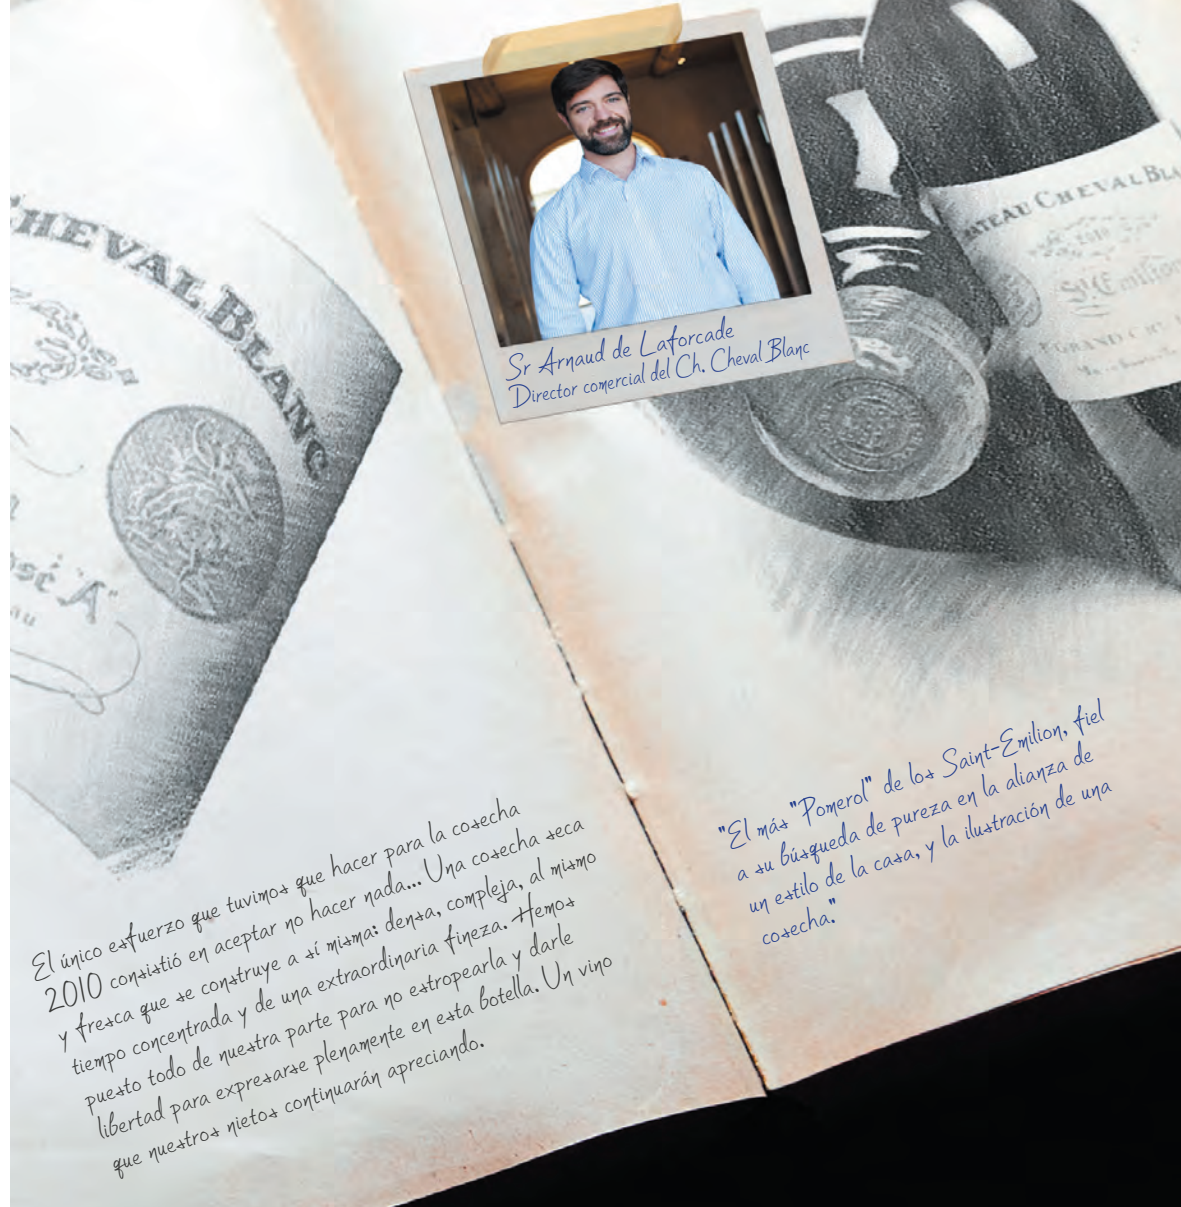 CHEVAL BLANC
"A"
Sr Arnaud de Laforcade
Director comercial del Ch. Cheval Blanc
CHEVAL BLA
2010
St Emilion
GRAND
El único esfuerzo que tuvimos que hacer para la cosecha
2010 consistió en aceptar no hacer nada... Una cosecha seca
y fresca que se construye a sí misma: densa, compleja, al mismo
tiempo concentrada y de una extraordinaria fineza. Hemos
puesto todo de nuestra parte para no estropearla y darle
libertad para expresarse plenamente en esta botella. Un vino
que nuestros nietos continuarán apreciando.
"El más "Pomerol" de los Saint-Emilion, fiel
a su búsqueda de pureza en la alianza de
un estilo de la casa, y la ilustración de una
cosecha."